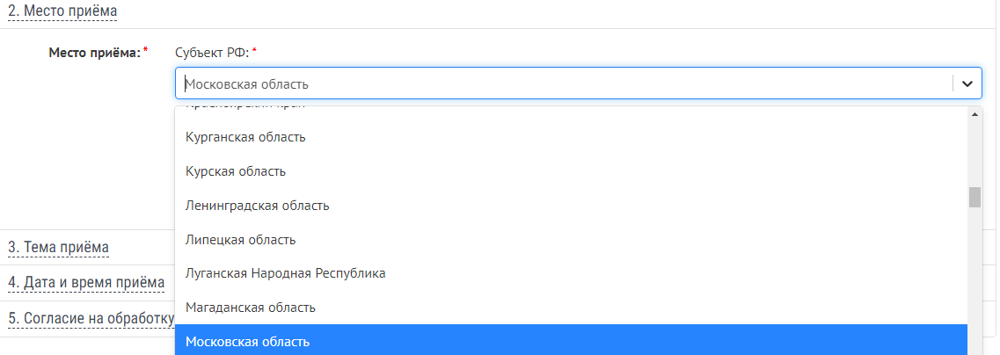 2. Место приёма
Место приёма: *
Субъект РФ: *
Московская область
Курганская область
Курская область
Ленинградская область
Липецкая область
Луганская Народная Республика
Магаданская область
Московская область
3. Тема приёма
4. Дата и время приёма
5. Согласие на обработку